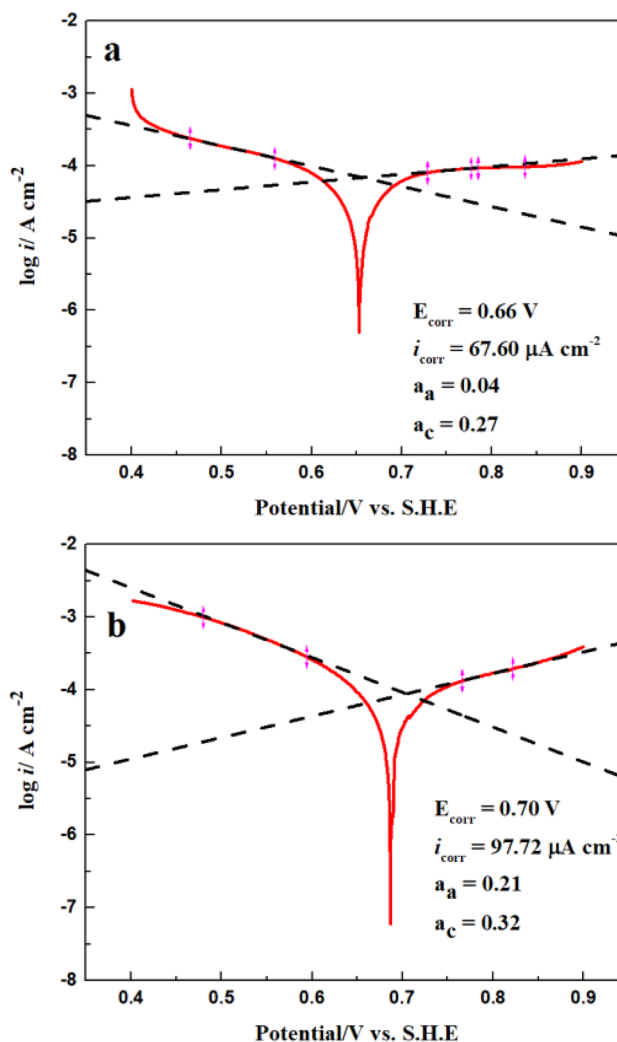 a
-2
-3
-4
-5
-6
-7
-8
log i/ A cm-2
0.4 0.5 0.6 0.7 0.8 0.9
Potential/V vs. S.H.E
Ecorr = 0.66 V
icorr = 67.60 µA cm-2
aa = 0.04
ac = 0.27
b
-2
-3
-4
-5
-6
-7
-8
log i/ A cm-2
0.4 0.5 0.6 0.7 0.8 0.9
Potential/V vs. S.H.E
Ecorr = 0.70 V
icorr = 97.72 µA cm
aa = 0.21
ac = 0.32